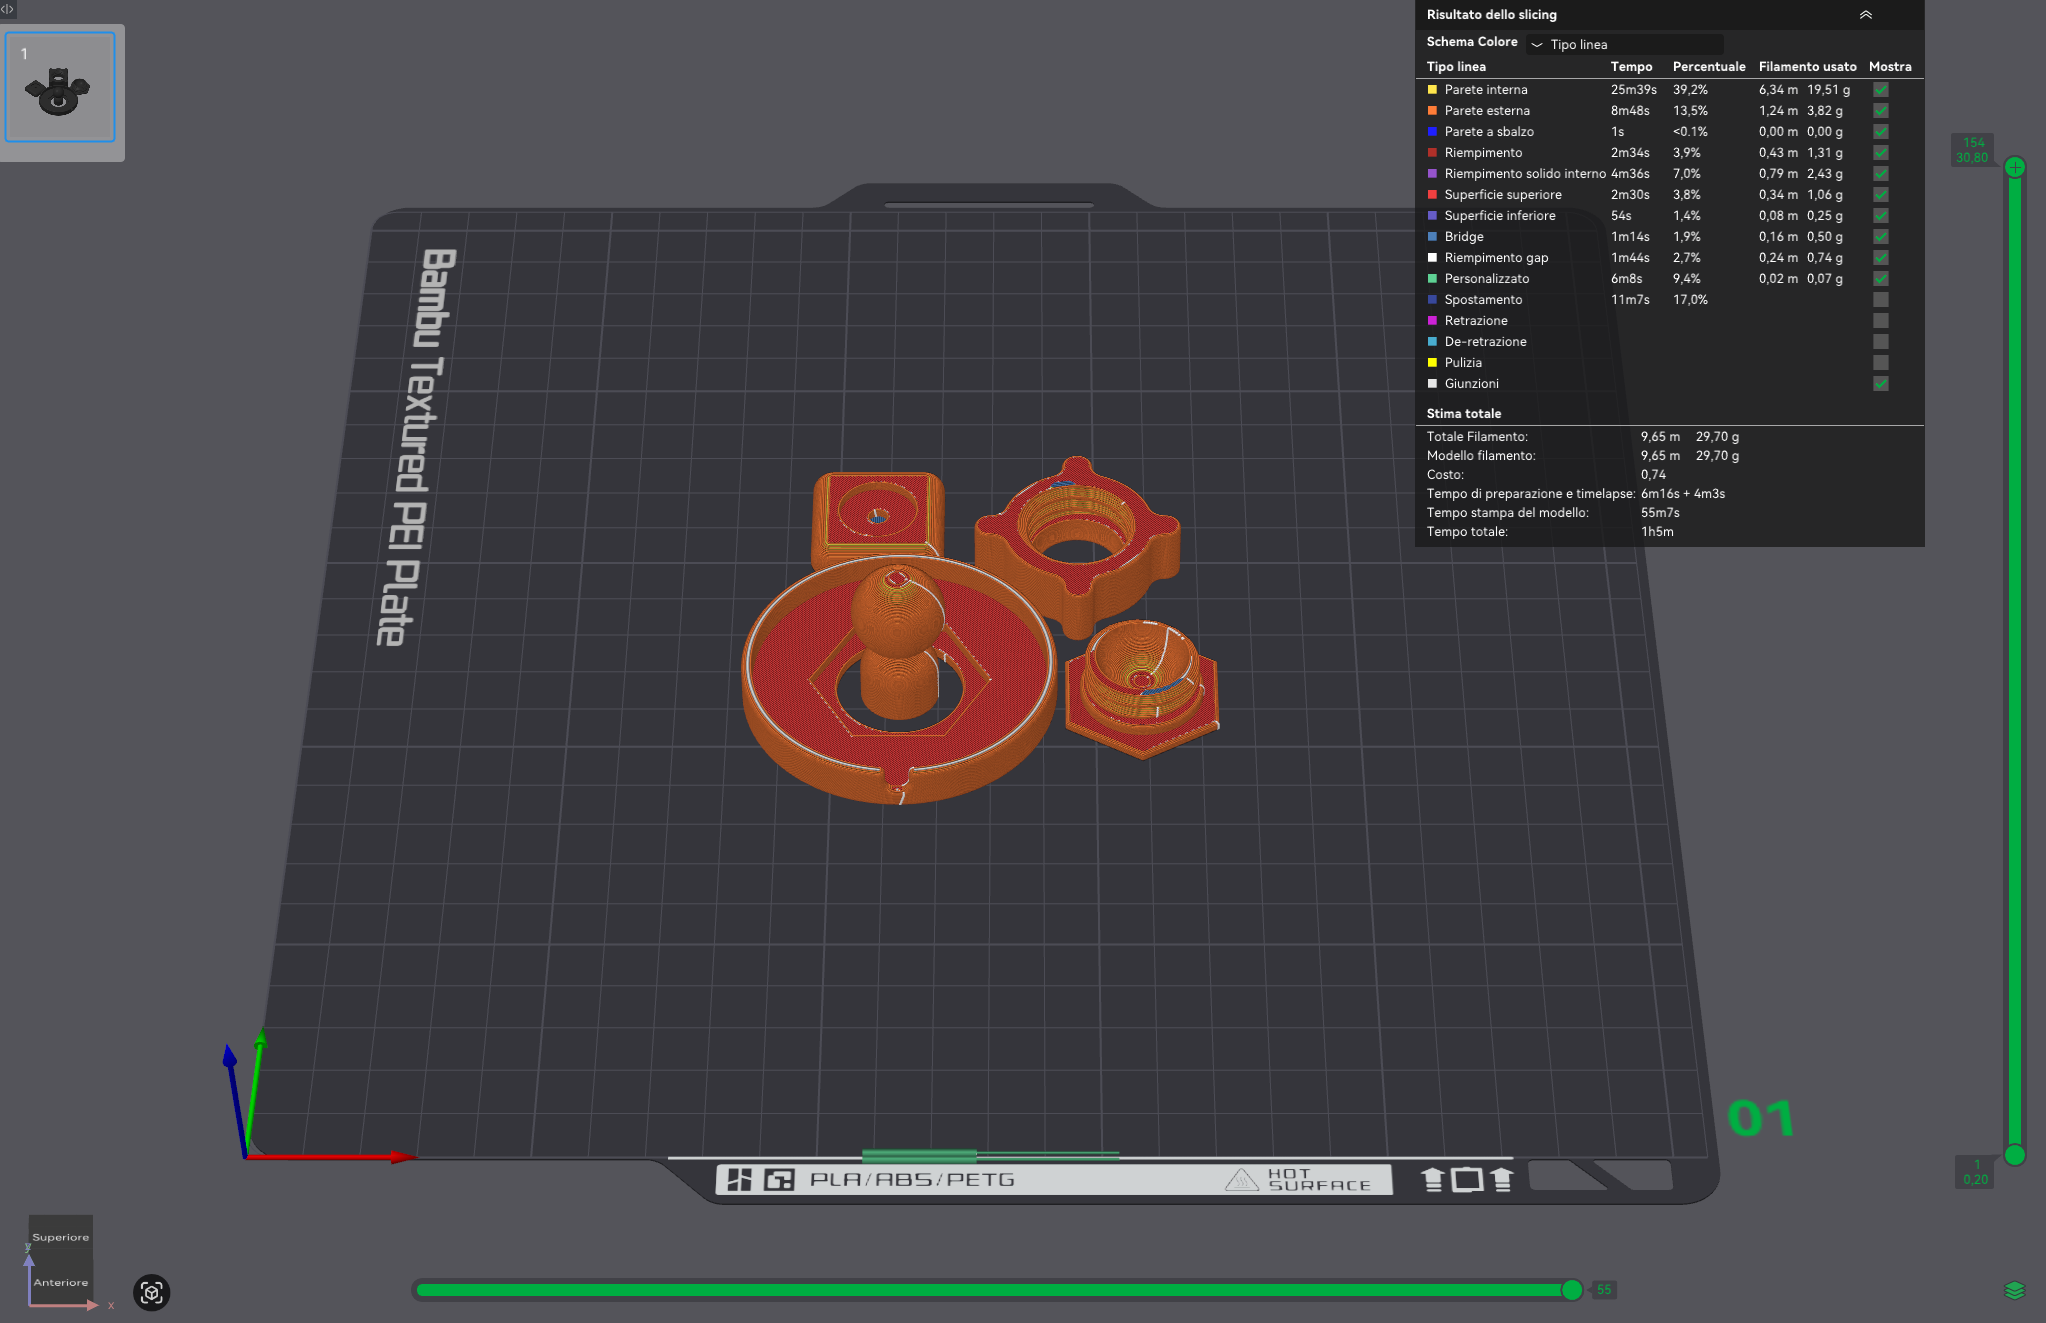 1
Risultato dello slicing
Schema Colore Tipo linea
Tipo linea Tempo Percentuale Filamento usato Mostra
Parete interna 25m39s 39,2% 6,34 m 19,51 g
Parete esterna 8m48s 13,5% 1,24 m 3,82 g
Parete a sbalzo 1s <0.1% 0,00 m 0,00 g
Riempimento 2m34s 3,9% 0,43 m 1,31 g
Riempimento solido interno 4m36s 7,0% 0,79 m 2,43 g
Superficie superiore 2m30s 3,8% 0,34 m 1,06 g
Superficie inferiore 54s 1,4% 0,08 m 0,25 g
Bridge 1m14s 1,9% 0,16 m 0,50 g
Riempimento gap 1m44s 2,7% 0,24 m 0,74 g
Personalizzato 6m8s 9,4% 0,02 m 0,07 g
Spostamento 11m7s 17,0%
Retrazione
De-retrazione
Pulizia
Giunzioni
Stima totale
Totale Filamento: 9,65 m 29,70 g
Modello filamento: 9,65 m 29,70 g
Costo: 0,74
Tempo di preparazione e timelapse: 6m16s + 4m3s
Tempo stampa del modello: 55m7s
Tempo totale: 1h5m
154
30,80
Bambu Textured PEI Plate
01
1
0,20
PLA/ABS/PETG
HOT
SURFACE
Superiore
y
Anteriore
x
55